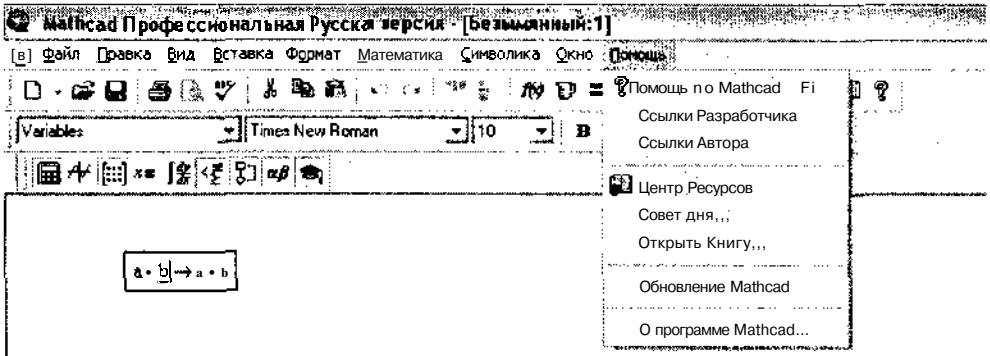 Mathcad Профессиональная Русская версия - [Безымянный:1]
[в] Файл Правка Вид Вставка Формат Математика Символика Окно Помощь
Помощь по Mathcad Fi
Ссылки Разработчика
Variables Times New Roman 10 B
Ссылки Автора
Центр Ресурсов
Совет дня,,,
Открыть Книгу,,,
a • b → a • b
Обновление Mathcad
О программе Mathcad...